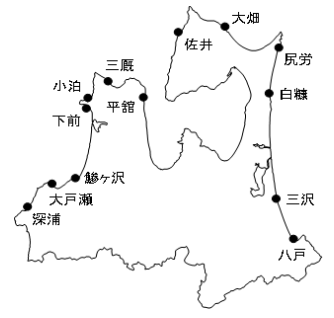 大畑
佐井
尻労
三厩
小泊
平舘
白糠
下前
鰺ヶ沢
大戸瀬
三沢
深浦
八戸